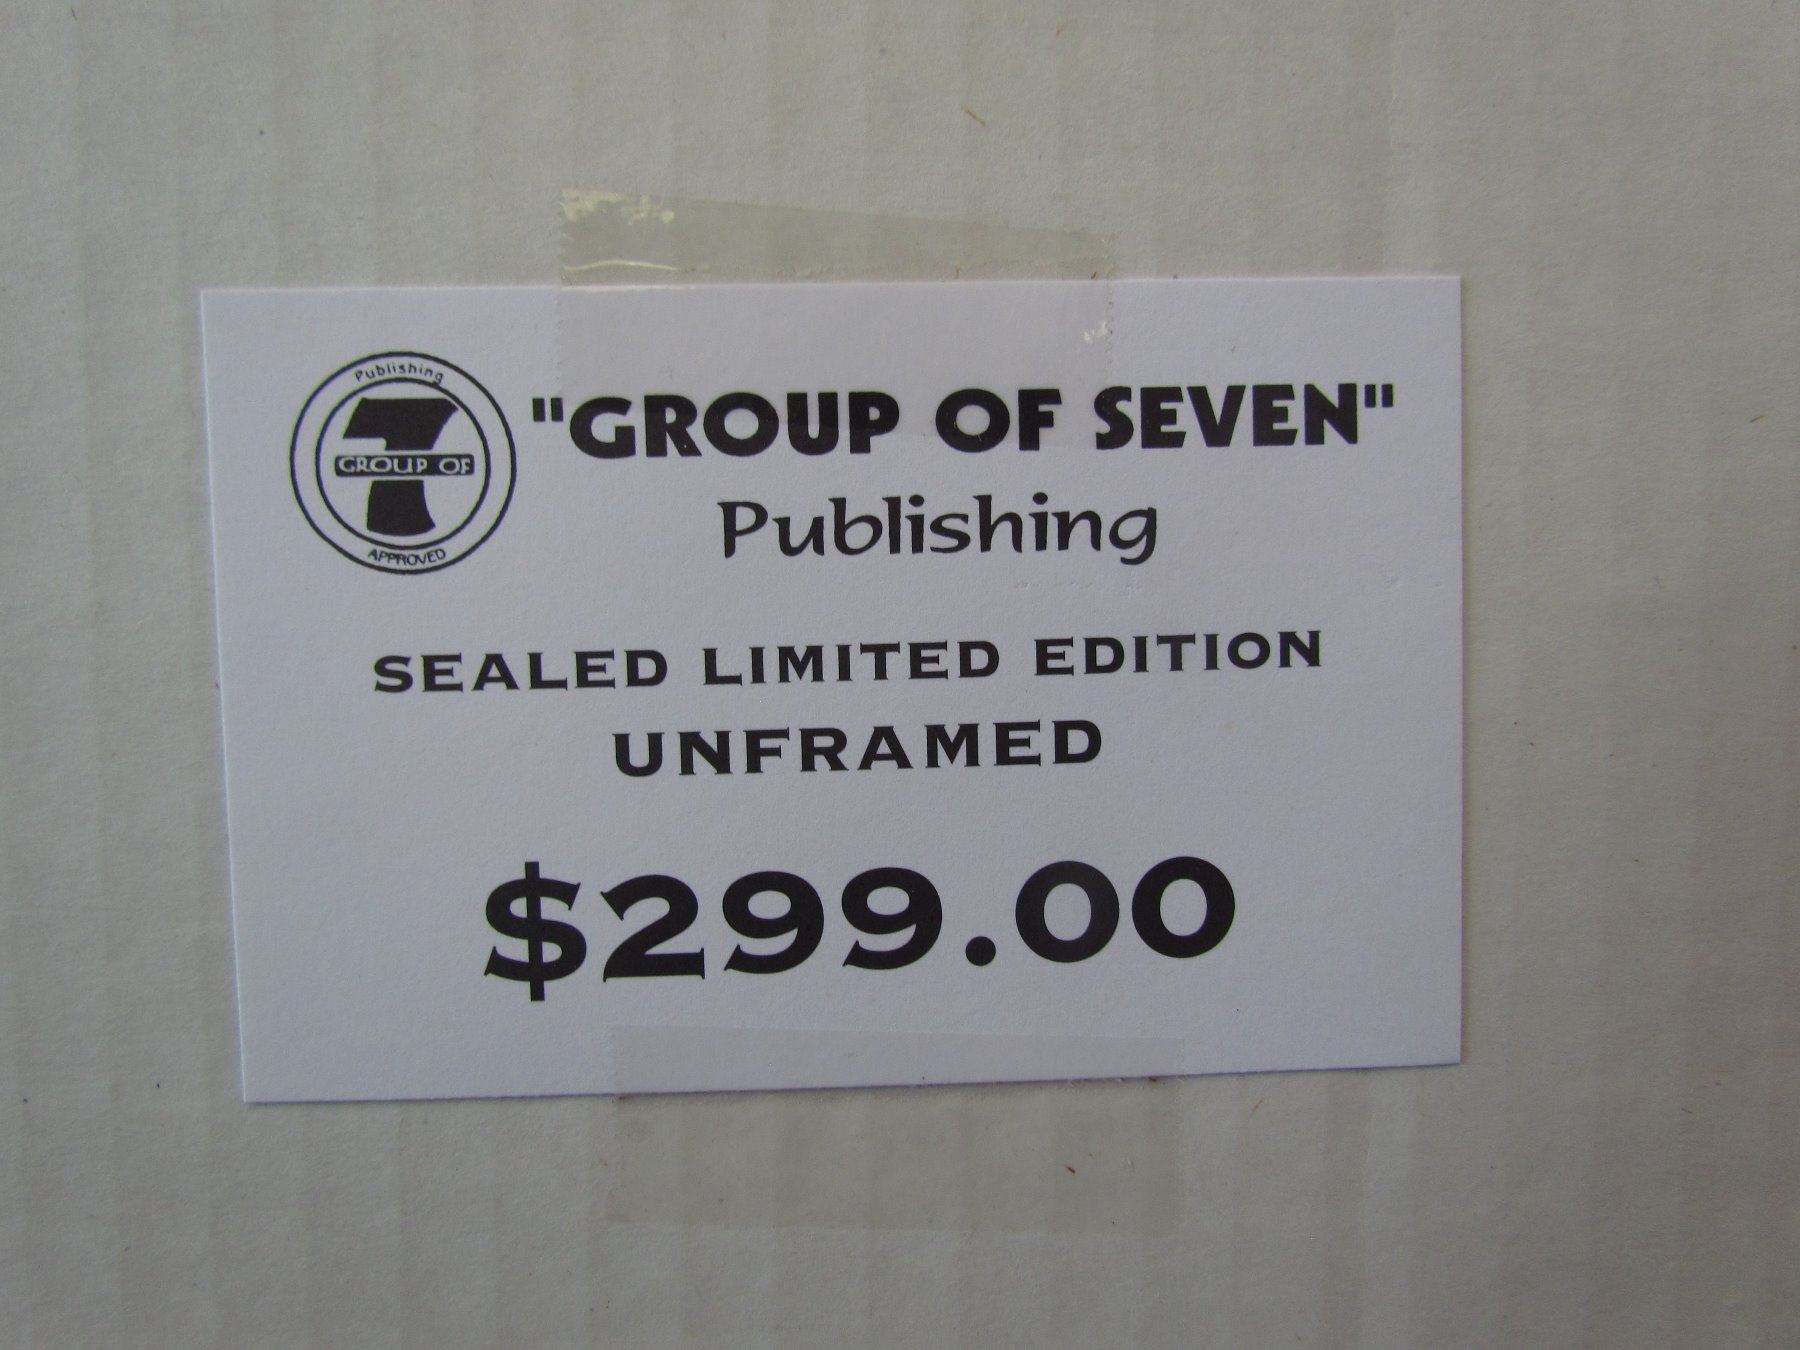 Publishing
GROUP OF
7
APPROVED
"GROUP OF SEVEN"
Publishing
SEALED LIMITED EDITION
UNFRAMED
$299.00